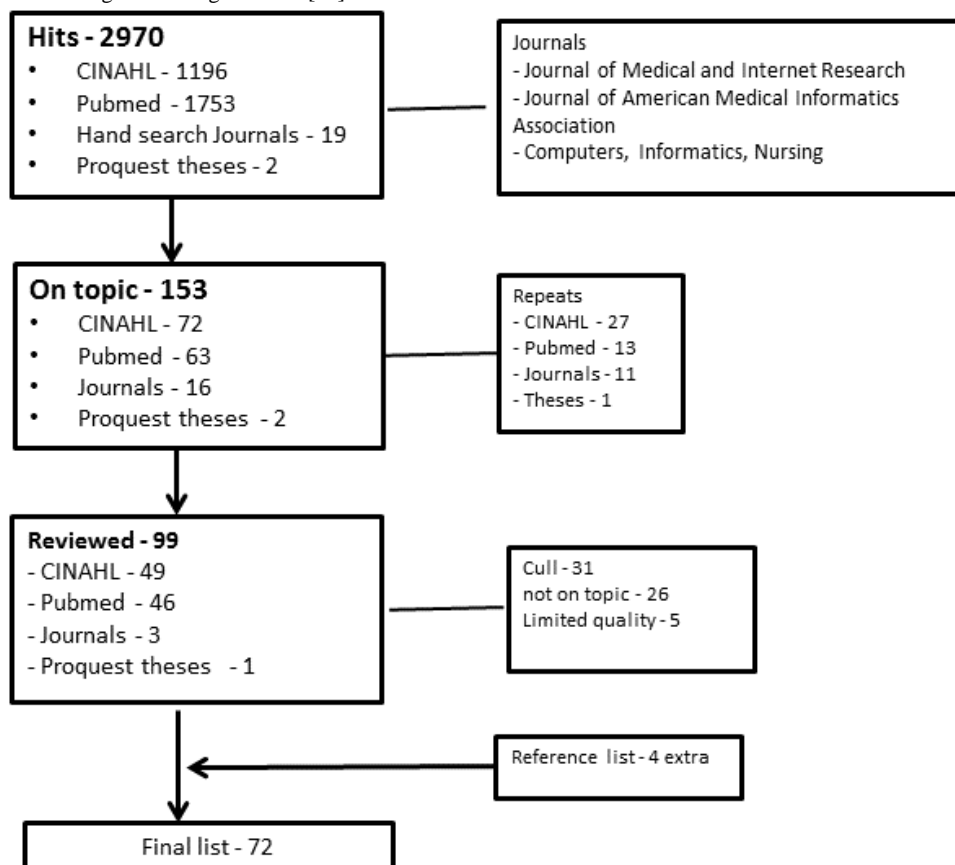 Hits - 2970
• CINAHL - 1196
• Pubmed - 1753
• Hand search Journals - 19
• Proquest theses - 2
Journals
- Journal of Medical and Internet Research
- Journal of American Medical Informatics
Association
- Computers, Informatics, Nursing
On topic - 153
• CINAHL - 72
• Pubmed - 63
• Journals - 16
• Proquest theses - 2
Repeats
- CINAHL - 27
- Pubmed - 13
- Journals - 11
- Theses - 1
Reviewed - 99
- CINAHL - 49
- Pubmed - 46
- Journals - 3
- Proquest theses - 1
Cull - 31
not on topic - 26
Limited quality - 5
Reference list - 4 extra
Final list - 72